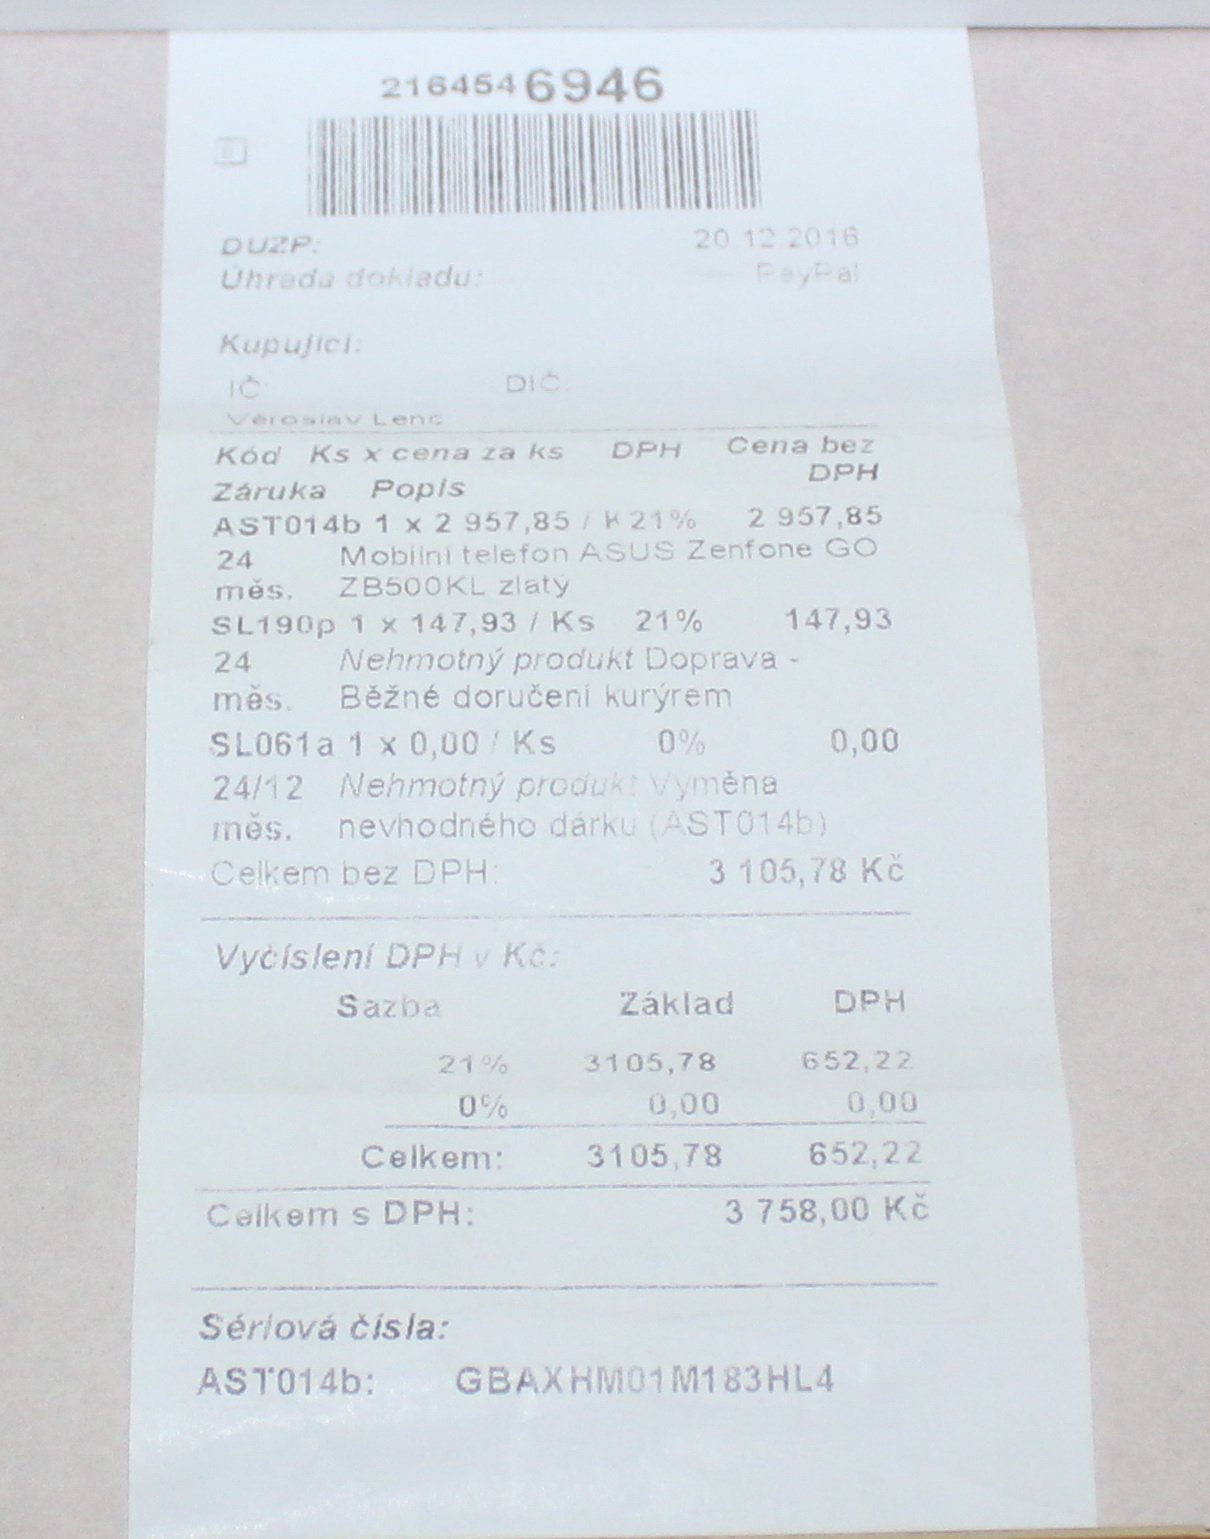 2164546946
DUZP: 20.12.2016
Úhrada dokladu: PayPal
Kupující:
IČ: DIČ:
Věroslav Lenc
Kód Ks x cena za ks DPH Cena bez
DPH
Záruka Popis
AST014b 1 x 2 957,85 / K 21% 2 957,85
24 Mobilní telefon ASUS Zenfone GO
měs. ZB500KL zlatý
SL190p 1 x 147,93 / Ks 21% 147,93
24 Nehmotný produkt Doprava -
měs. Běžné doručení kurýrem
SL061a 1 x 0,00 / Ks 0% 0,00
24/12 Nehmotný produkt Výměna
měs. nevhodného dárku (AST014b)
Celkem bez DPH: 3 105,78 Kč
Vyčíslení DPH v Kč:
Sazba Základ DPH
21% 3105,78 652,22
0% 0,00 0,00
Celkem: 3105,78 652,22
Celkem s DPH: 3 758,00 Kč
Sériová čísla:
AST014b: GBAXHM01M183HL4